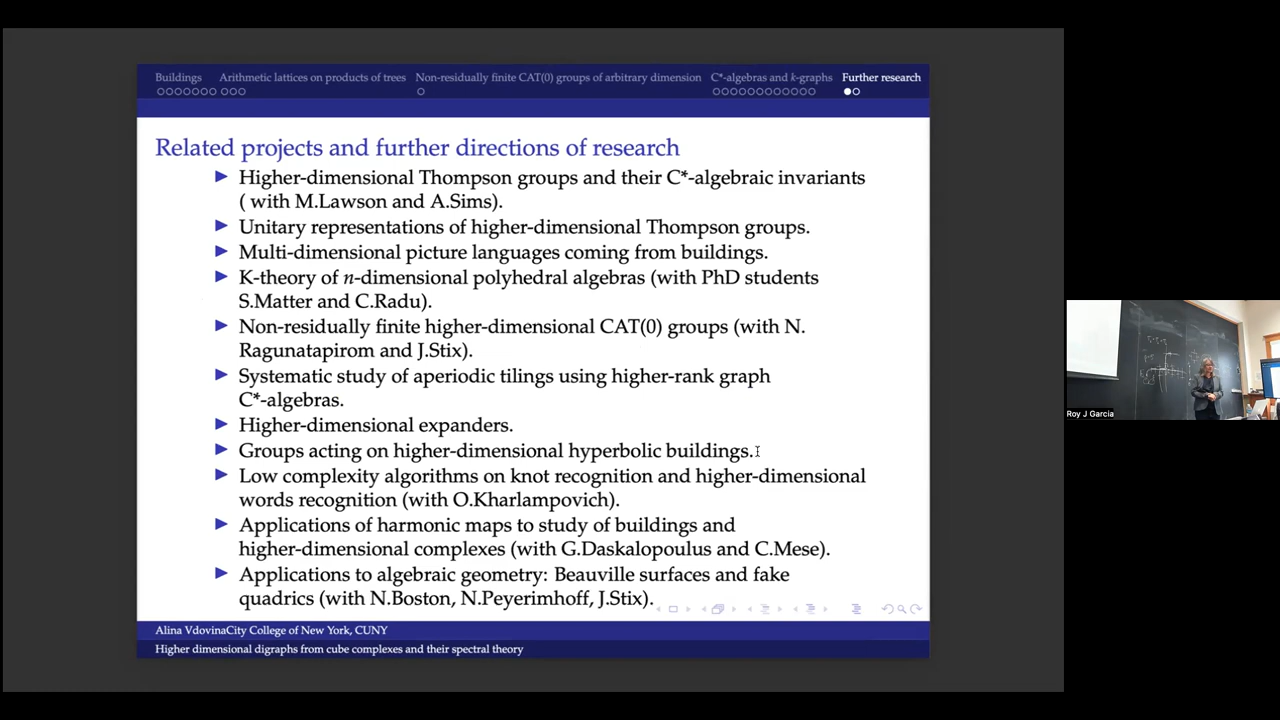 Buildings Arithmetic lattices on products of trees Non-residually finite CAT(0) groups of arbitrary dimension C*-algebras and k-graphs Further research
Related projects and further directions of research
Higher-dimensional Thompson groups and their C*-algebraic invariants
( with M.Lawson and A.Sims).
Unitary representations of higher-dimensional Thompson groups.
Multi-dimensional picture languages coming from buildings.
K-theory of n-dimensional polyhedral algebras (with PhD students
S.Matter and C.Radu).
Non-residually finite higher-dimensional CAT(0) groups (with N.
Ragunatapirom and J.Stix).
Systematic study of aperiodic tilings using higher-rank graph
C*-algebras.
Higher-dimensional expanders.
Groups acting on higher-dimensional hyperbolic buildings.
Low complexity algorithms on knot recognition and higher-dimensional
words recognition (with O.Kharlampovich).
Applications of harmonic maps to study of buildings and
higher-dimensional complexes (with G.Daskalopoulus and C.Mese).
Applications to algebraic geometry: Beauville surfaces and fake
quadrics (with N.Boston, N.Peyerimhoff, J.Stix).
Alina VdovinaCity College of New York, CUNY
Higher dimensional digraphs from cube complexes and their spectral theory
Roy J Garcia